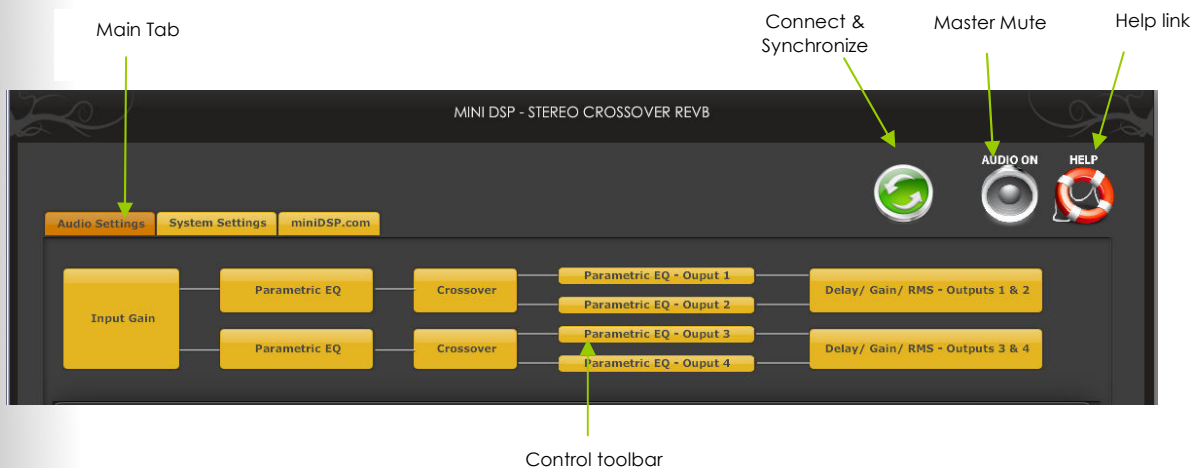 Main Tab
Connect &
Synchronize
Master Mute
Help link
MINI DSP - STEREO CROSSOVER REVB
AUDIO ON
HELP
Audio Settings
System Settings
miniDSP.com
Input Gain
Parametric EQ
Crossover
Parametric EQ - Ouput 1
Parametric EQ - Ouput 2
Delay/ Gain/ RMS - Outputs 1 & 2
Parametric EQ
Crossover
Parametric EQ - Ouput 3
Parametric EQ - Ouput 4
Delay/ Gain/ RMS - Outputs 3 & 4
Control toolbar